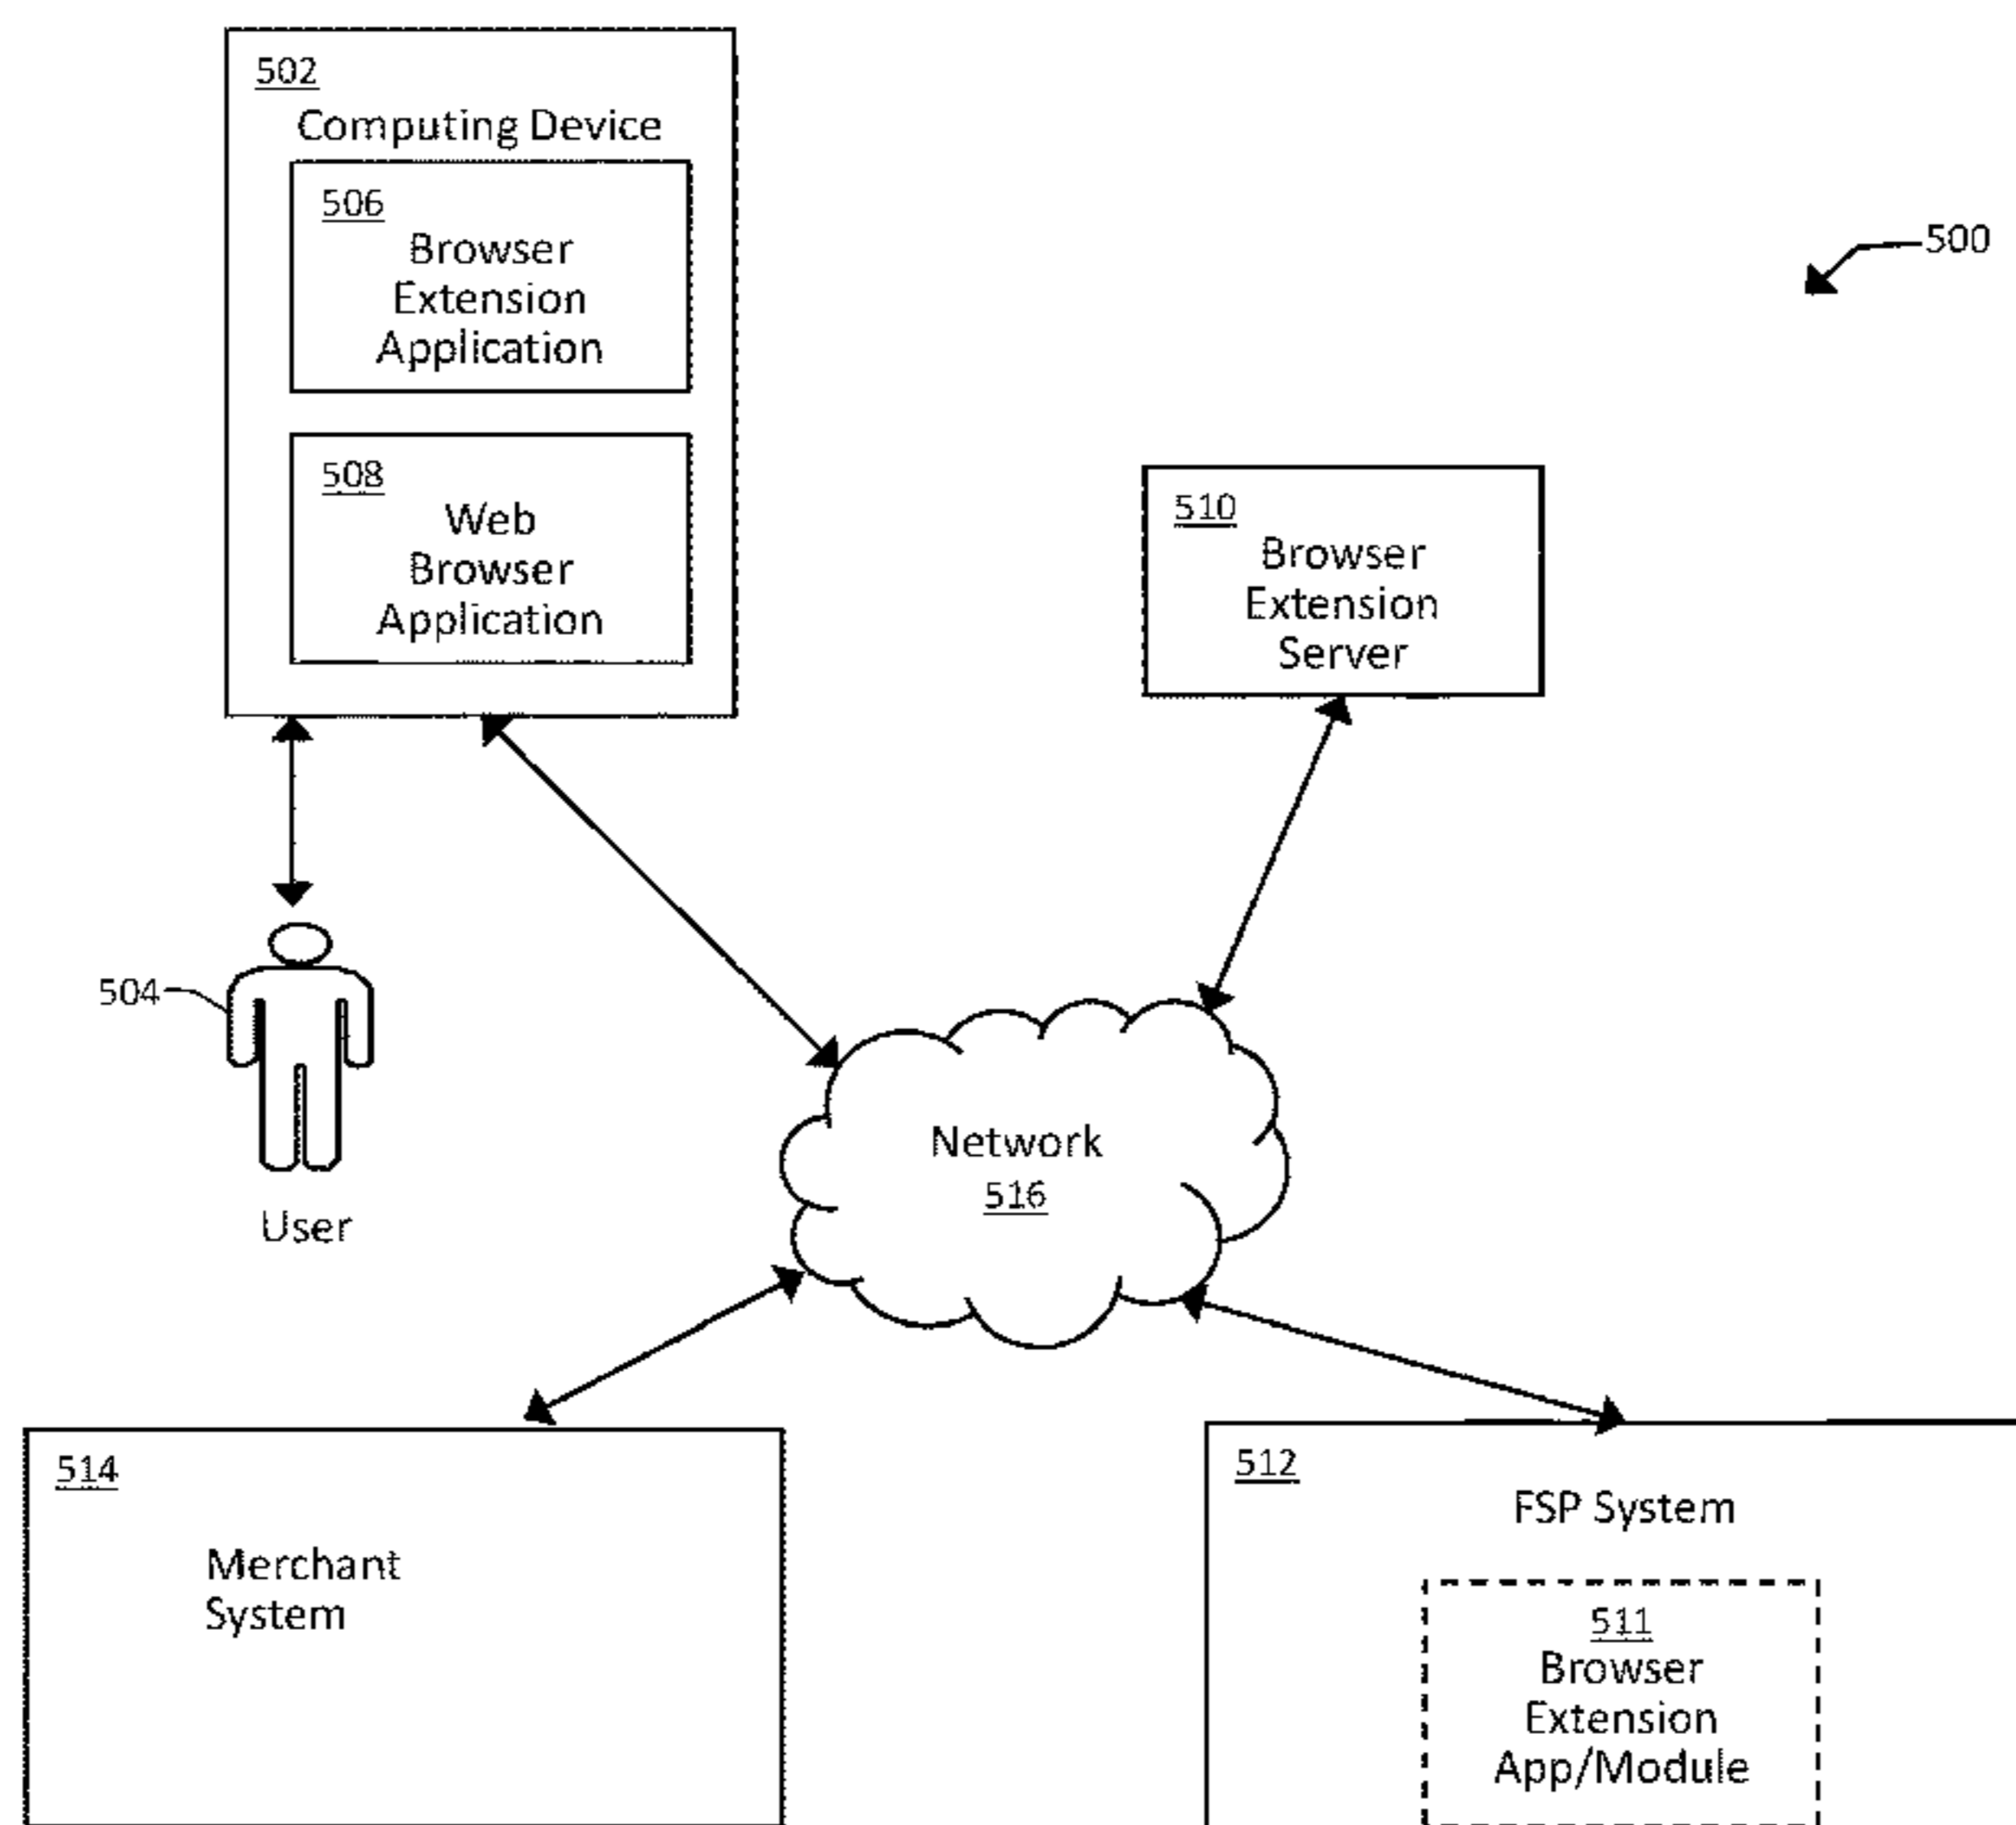 502
Computing Device
506
Browser
Extension
Application
508
Web
Browser
Application
500
510
Browser
Extension
Server
504
User
Network
516
514
Merchant
System
512
FSP System
511
Browser
Extension
App/Module